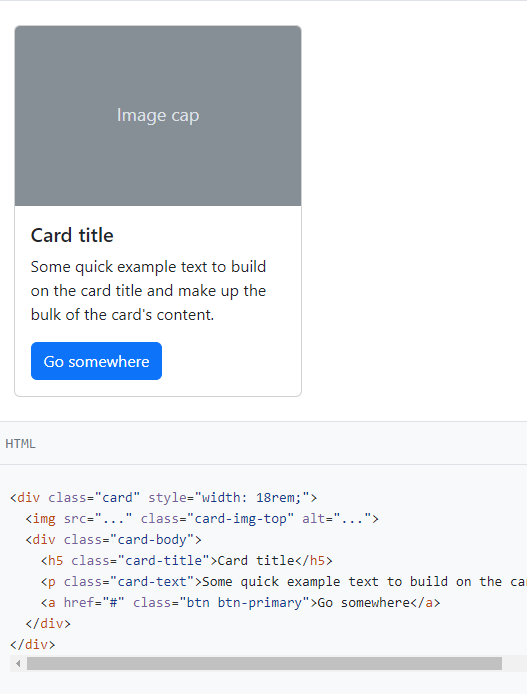 Image cap
Card title
Some quick example text to build
on the card title and make up the
bulk of the card's content.
Go somewhere
HTML
<div class="card" style="width: 18rem;">
  <img src="..." class="card-img-top" alt="...">
  <div class="card-body">
    <h5 class="card-title">Card title</h5>
    <p class="card-text">Some quick example text to build on the ca
    <a href="#" class="btn btn-primary">Go somewhere</a>
  </div>
</div>